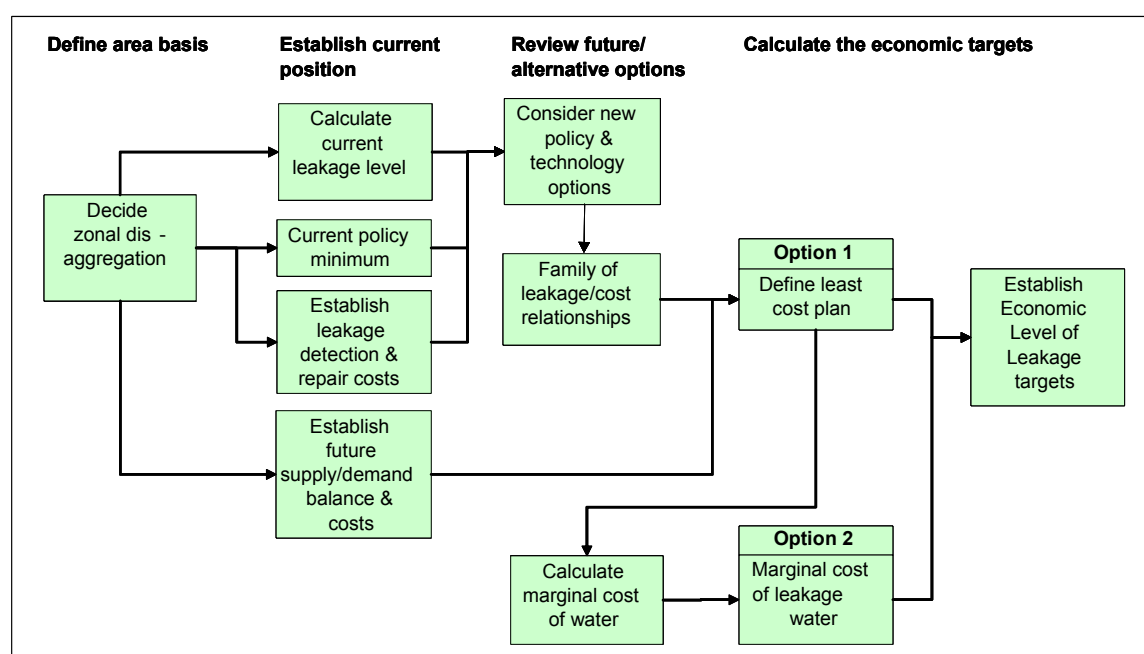 Define area basis
Establish current
position
Review future/
alternative options
Calculate the economic targets
Decide
zonal dis -
aggregation
Calculate
current
leakage level
Current policy
minimum
Establish
leakage
detection &
repair costs
Establish
future
supply/demand
balance &
costs
Consider new
policy &
technology
options
Family of
leakage/cost
relationships
Option 1
Define least
cost plan
Establish
Economic
Level of
Leakage
targets
Calculate
marginal cost
of water
Option 2
Marginal cost
of leakage
water